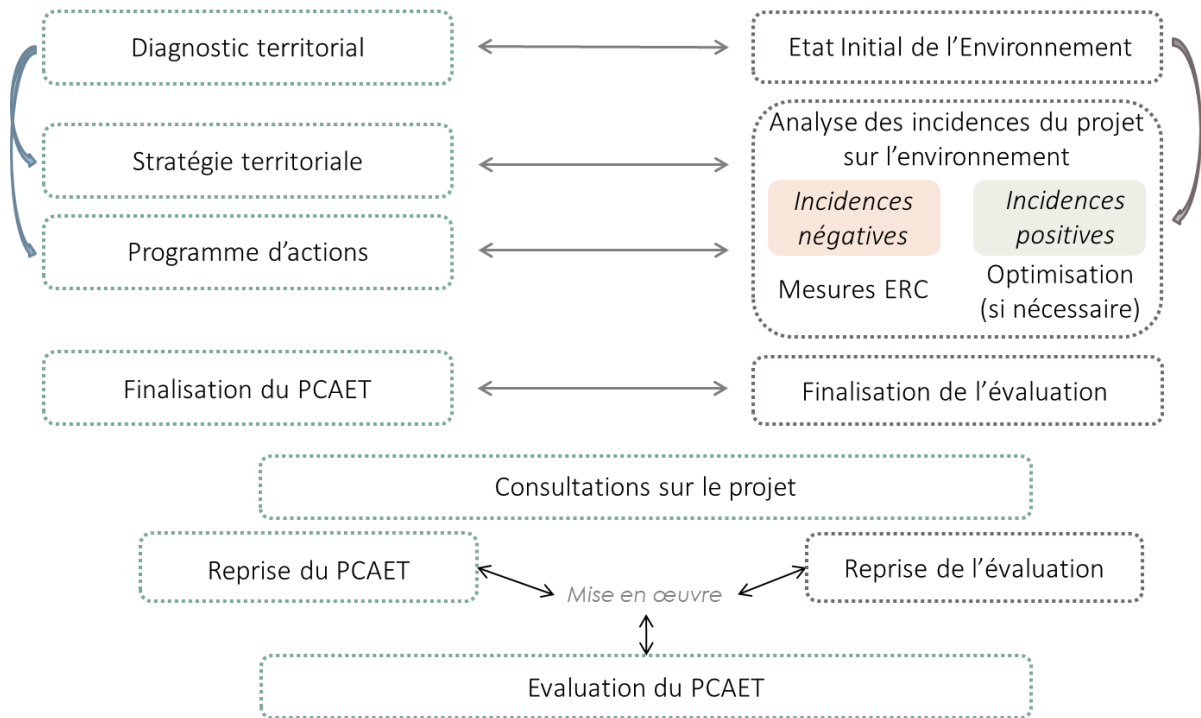 Diagnostic territorial
Etat Initial de l'Environnement
Stratégie territoriale
Analyse des incidences du projet
sur l'environnement
Incidences
négatives
Incidences
positives
Programme d'actions
Mesures ERC
Optimisation
(si nécessaire)
Finalisation du PCAET
Finalisation de l'évaluation
Consultations sur le projet
Reprise du PCAET
Reprise de l'évaluation
Mise en œuvre
Evaluation du PCAET